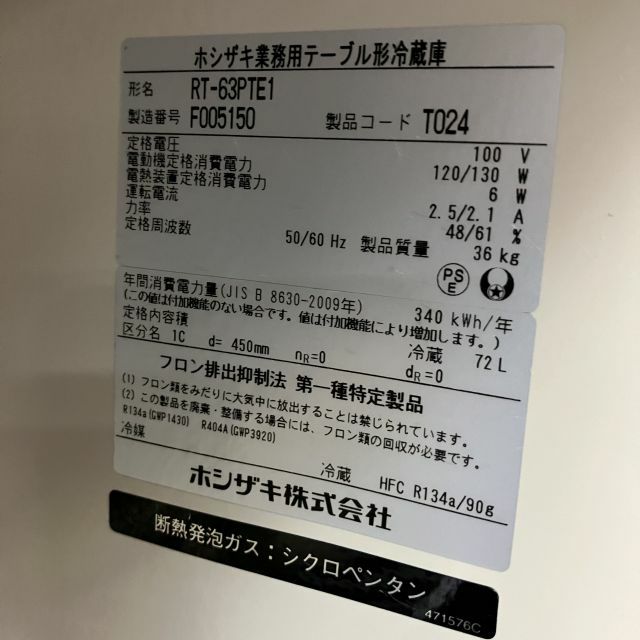 ホシザキ業務用テーブル形冷蔵庫
形名 RT-63PTE1
製造番号 F005150 製品コード T024
定格電圧 100 V
電動機定格消費電力 120/130 W
電熱装置定格消費電力 6 W
運転電流 2.5/2.1 A
力率 48/61 %
定格周波数 50/60 Hz 製品質量 36 kg
PS E
年間消費電力量(JIS B 8630-2009年) 340 kWh/年
(この値は付加機能のない場合です。値は付加機能により増加します。)
定格内容積 冷蔵 72 L
区分名 1C d= 450mm nR=0 dR=0
フロン排出抑制法 第一種特定製品
(1) フロン類をみだりに大気中に放出することは禁じられています。
(2) この製品を廃棄・整備する場合には、フロン類の回収が必要です。
R134a(GWP1430) R404A(GWP3920)
冷媒 冷蔵 HFC R134a/90g
ホシザキ株式会社
断熱発泡ガス：シクロペンタン
471576C